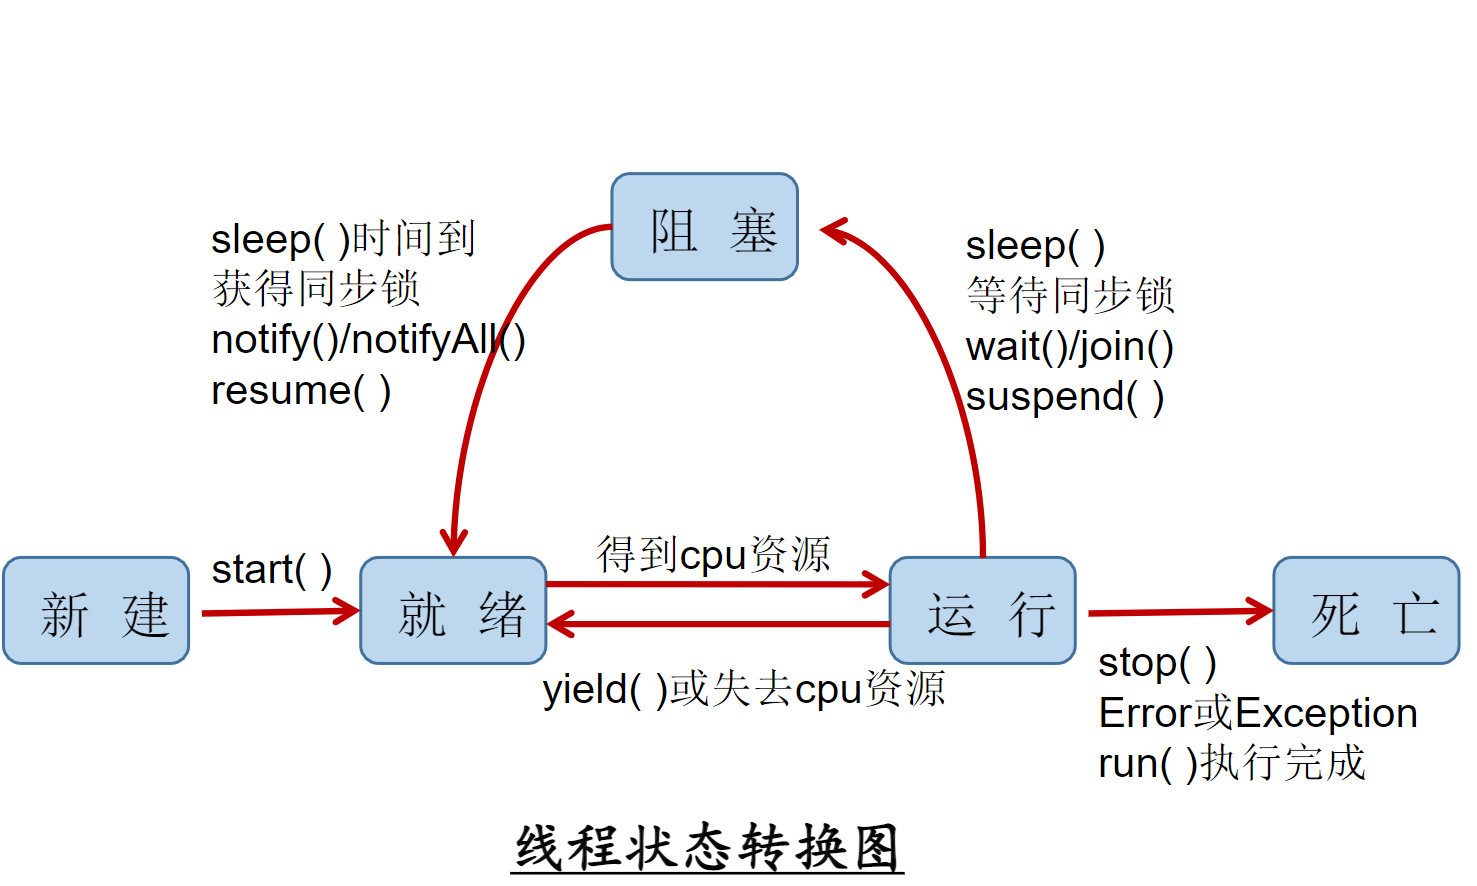 阻 塞
sleep( )时间到
获得同步锁
notify()/notifyAll()
resume( )
sleep( )
等待同步锁
wait()/join()
suspend( )
新 建
start( )
就 绪
得到cpu资源
yield( )或失去cpu资源
运 行
死 亡
stop( )
Error或Exception
run( )执行完成
线程状态转换图